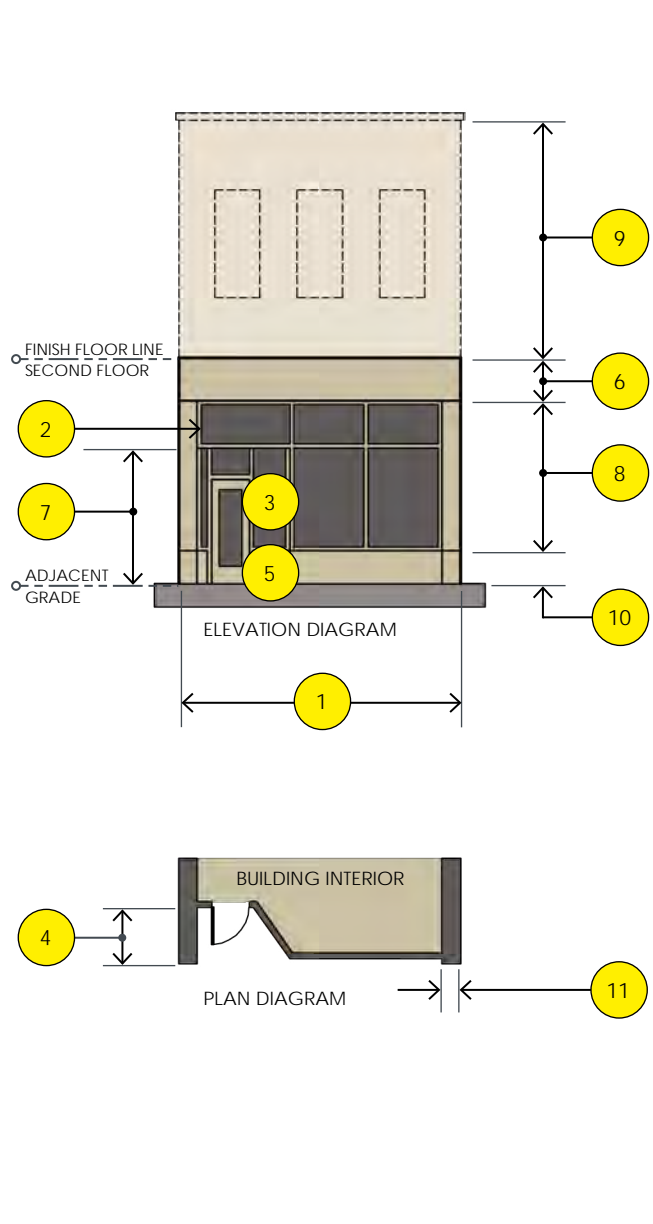 9
FINISH FLOOR LINE
SECOND FLOOR
6
2
8
3
7
5
ADJACENT
GRADE
10
ELEVATION DIAGRAM
1
BUILDING INTERIOR
4
11
PLAN DIAGRAM